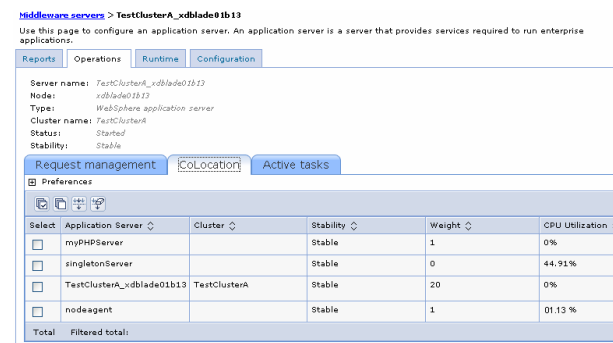 Middleware servers > TestClusterA_xdblade01b13
Use this page to configure an application server. An application server is a server that provides services required to run enterprise
applications.
Reports Operations Runtime Configuration
Server name: TestClusterA_xdblade01b13
Node: xdblade01b13
Type: WebSphere application server
Cluster name: TestClusterA
Status: Started
Stability: Stable
Request management CoLocation Active tasks
Preferences
Select Application Server Cluster Stability Weight CPU Utilization
myPHPServer Stable 1 0%
singletonServer Stable 0 44.91%
TestClusterA_xdblade01b13 TestClusterA Stable 20 0%
nodeagent Stable 1 01.13 %
Total Filtered total: